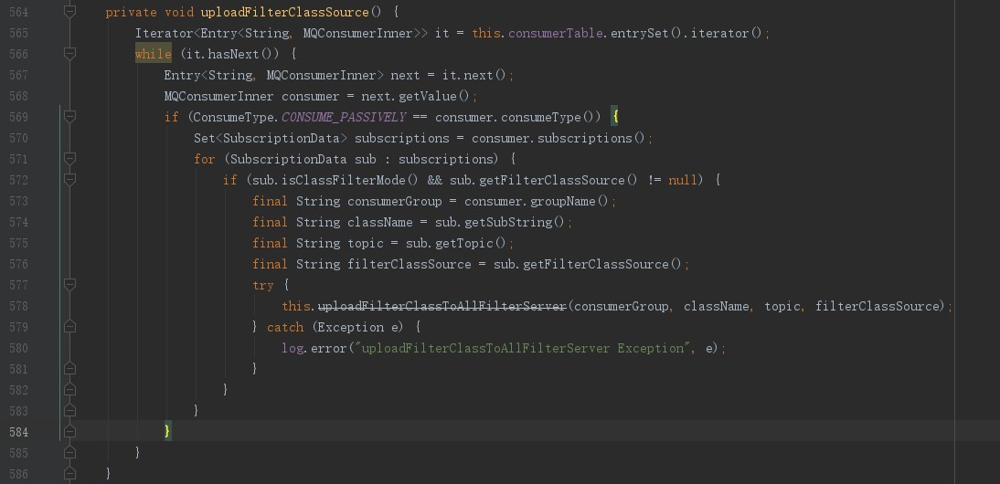 564 private void uploadFilterClassSource() {
565 Iterator<Entry<String, MQConsumerInner>> it = this.consumerTable.entrySet().iterator();
566 while (it.hasNext()) {
567 Entry<String, MQConsumerInner> next = it.next();
568 MQConsumerInner consumer = next.getValue();
569 if (ConsumeType.CONSUME_PASSIVELY == consumer.consumeType()) {
570 Set<SubscriptionData> subscriptions = consumer.subscriptions();
571 for (SubscriptionData sub : subscriptions) {
572 if (sub.isClassFilterMode() && sub.getFilterClassSource() != null) {
573 final String consumerGroup = consumer.groupName();
574 final String className = sub.getSubString();
575 final String topic = sub.getTopic();
576 final String filterClassSource = sub.getFilterClassSource();
577 try {
578 this.uploadFilterClassToAllFilterServer(consumerGroup, className, topic, filterClassSource);
579 } catch (Exception e) {
580 log.error("uploadFilterClassToAllFilterServer Exception", e);
581 }
582 }
583 }
584 }
585 }
586 }